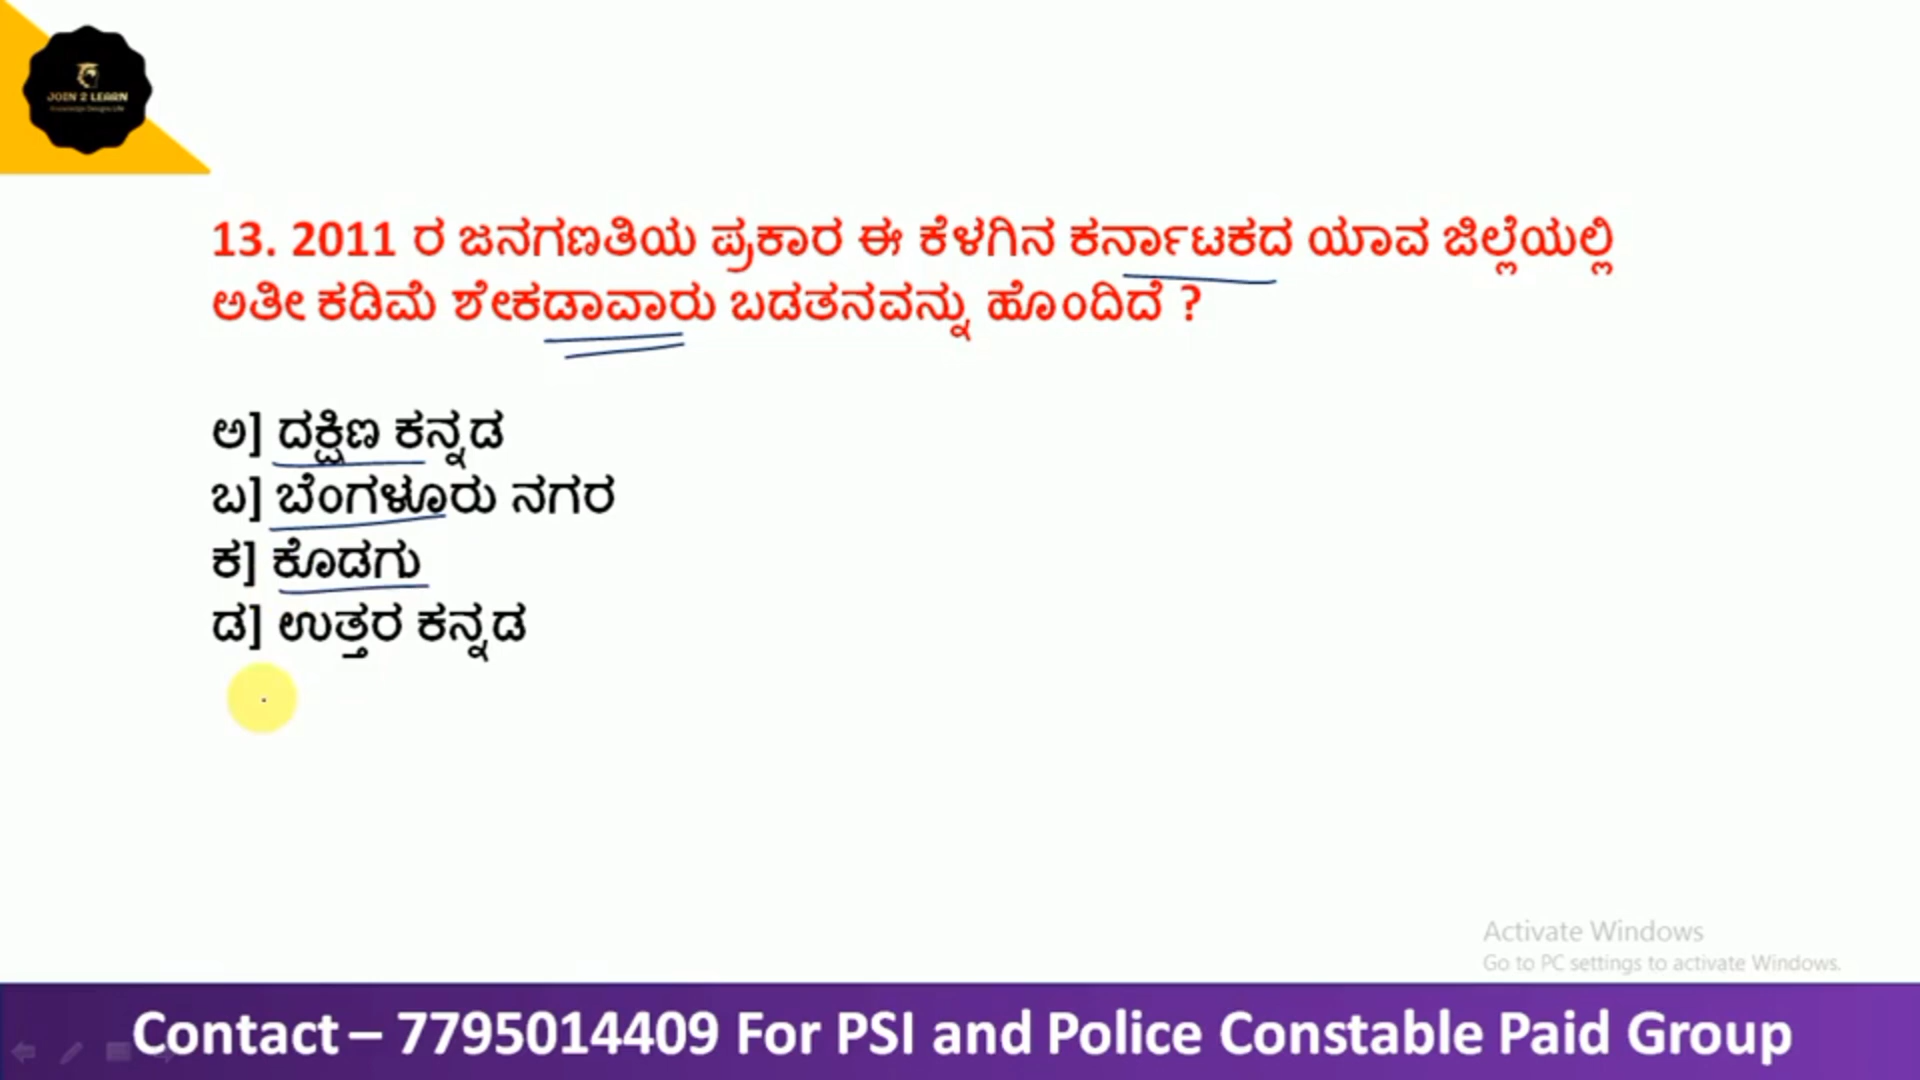 JOIN 2 LEARN
13. 2011 ರ ಜನಗಣತಿಯ ಪ್ರಕಾರ ಈ ಕೆಳಗಿನ ಕರ್ನಾಟಕದ ಯಾವ ಜಿಲ್ಲೆಯಲ್ಲಿ
ಅತೀ ಕಡಿಮೆ ಶೇಕಡಾವಾರು ಬಡತನವನ್ನು ಹೊಂದಿದೆ ?
ಅ] ದಕ್ಷಿಣ ಕನ್ನಡ
ಬ] ಬೆಂಗಳೂರು ನಗರ
ಕ] ಕೊಡಗು
ಡ] ಉತ್ತರ ಕನ್ನಡ
Activate Windows
Go to PC settings to activate Windows.
Contact – 7795014409 For PSI and Police Constable Paid Group